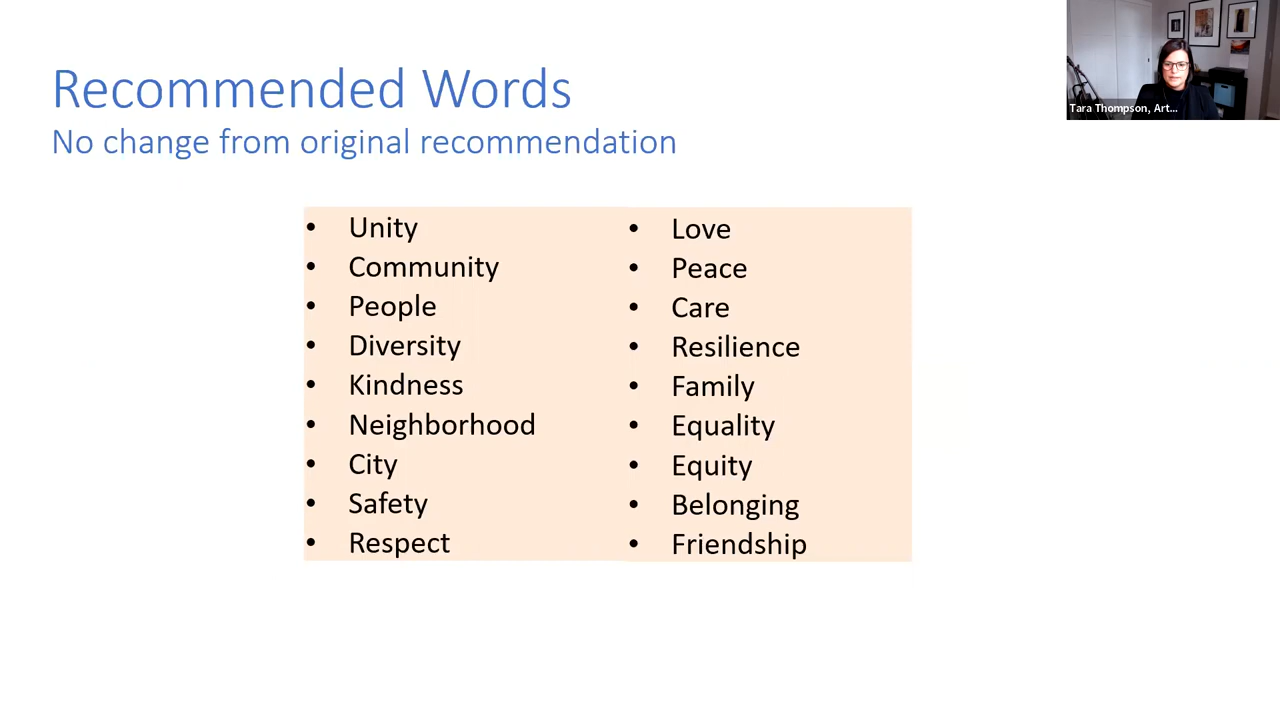 Recommended Words
No change from original recommendation
• Unity
• Community
• People
• Diversity
• Kindness
• Neighborhood
• City
• Safety
• Respect
• Love
• Peace
• Care
• Resilience
• Family
• Equality
• Equity
• Belonging
• Friendship
Tara Thompson, Art...